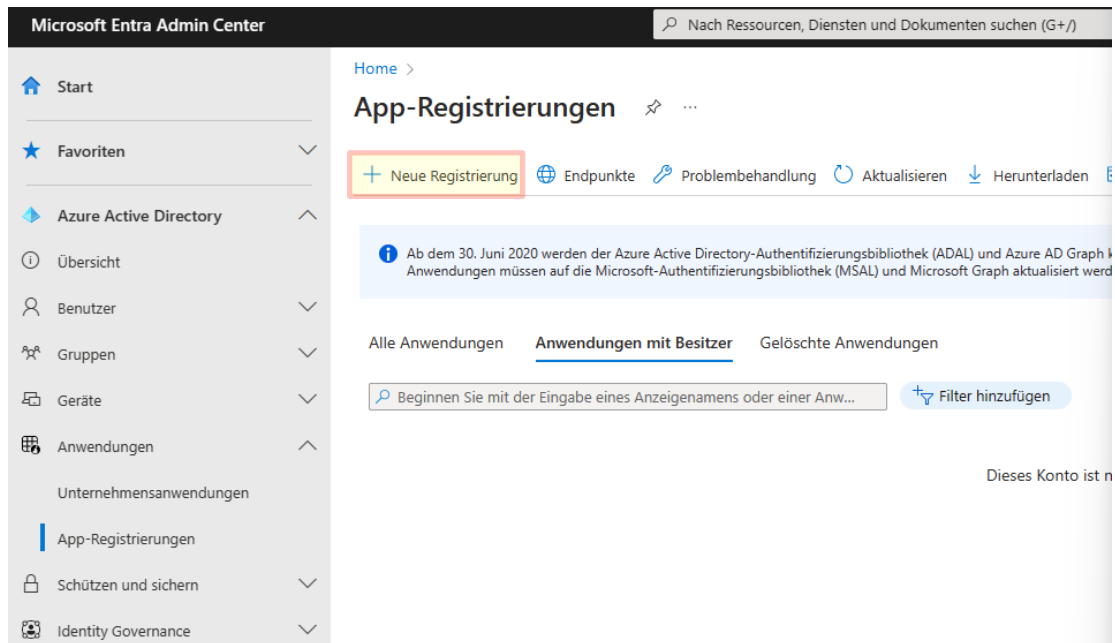 Microsoft Entra Admin Center
Nach Ressourcen, Diensten und Dokumenten suchen (G+/)
Start
Favoriten
Azure Active Directory
Übersicht
Benutzer
Gruppen
Geräte
Anwendungen
Unternehmensanwendungen
App-Registrierungen
Schützen und sichern
Identity Governance
Home >
App-Registrierungen
Neue Registrierung Endpunkte Problembehandlung Aktualisieren Herunterladen
Ab dem 30. Juni 2020 werden der Azure Active Directory-Authentifizierungsbibliothek (ADAL) und Azure AD Graph k
Anwendungen müssen auf die Microsoft-Authentifizierungsbibliothek (MSAL) und Microsoft Graph aktualisiert werd
Alle Anwendungen Anwendungen mit Besitzer Gelöschte Anwendungen
Beginnen Sie mit der Eingabe eines Anzeigenamens oder einer Anw...
Filter hinzufügen
Dieses Konto ist n